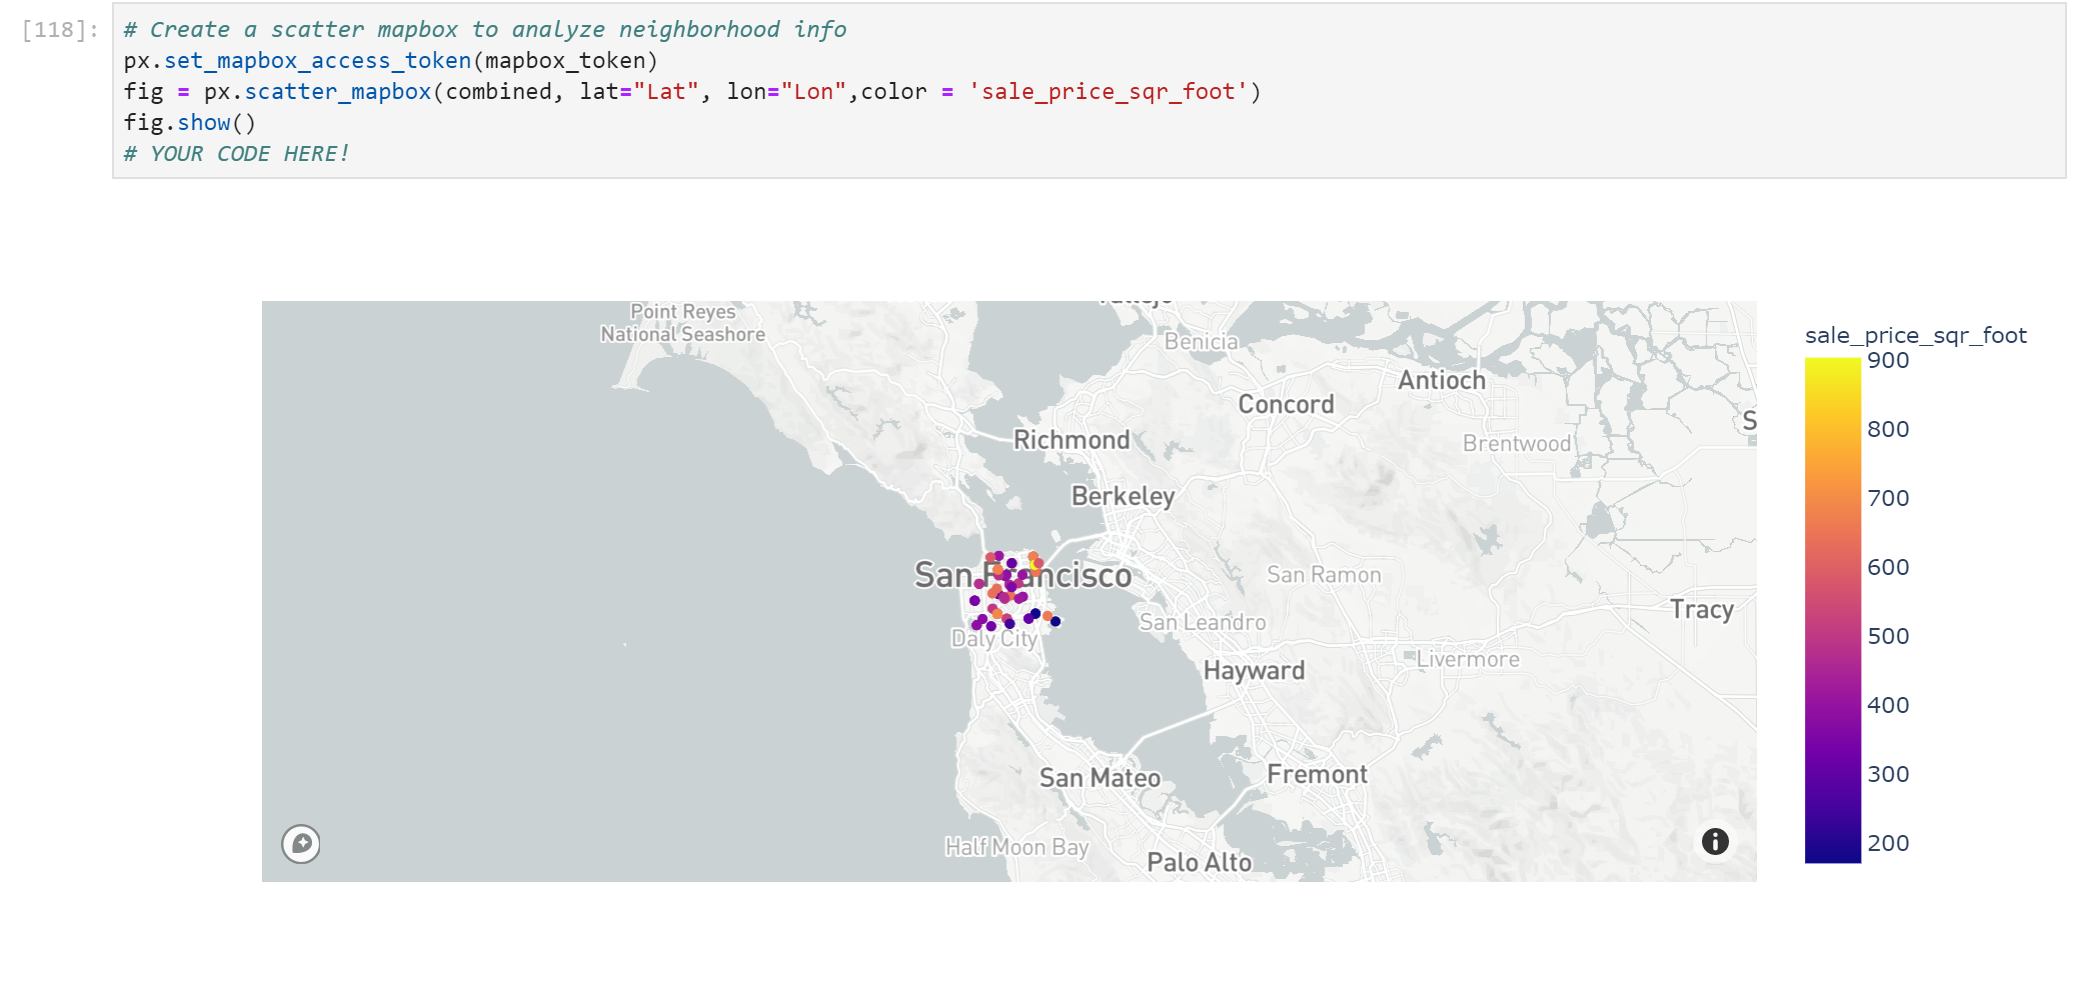 [118]:
# Create a scatter mapbox to analyze neighborhood info
px.set_mapbox_access_token(mapbox_token)
fig = px.scatter_mapbox(combined, lat="Lat", lon="Lon",color = 'sale_price_sqr_foot')
fig.show()
# YOUR CODE HERE!
Point Reyes
National Seashore
Benicia
Antioch
Concord
Richmond
Brentwood
Berkeley
San Francisco
San Ramon
Tracy
San Leandro
Daly City
Livermore
Hayward
San Mateo
Fremont
Half Moon Bay
Palo Alto
sale_price_sqr_foot
900
800
700
600
500
400
300
200